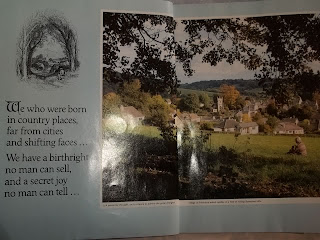 We who were born
in country places,
far from cities
and shifting faces ...
We have a birthright
no man can sell,
and a secret joy
no man can tell ...